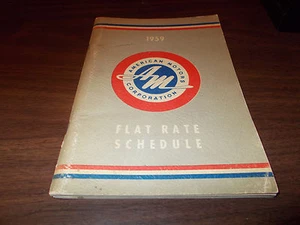 1959
AMERICAN MOTORS
AM
CORPORATION
FLAT RATE
SCHEDULE